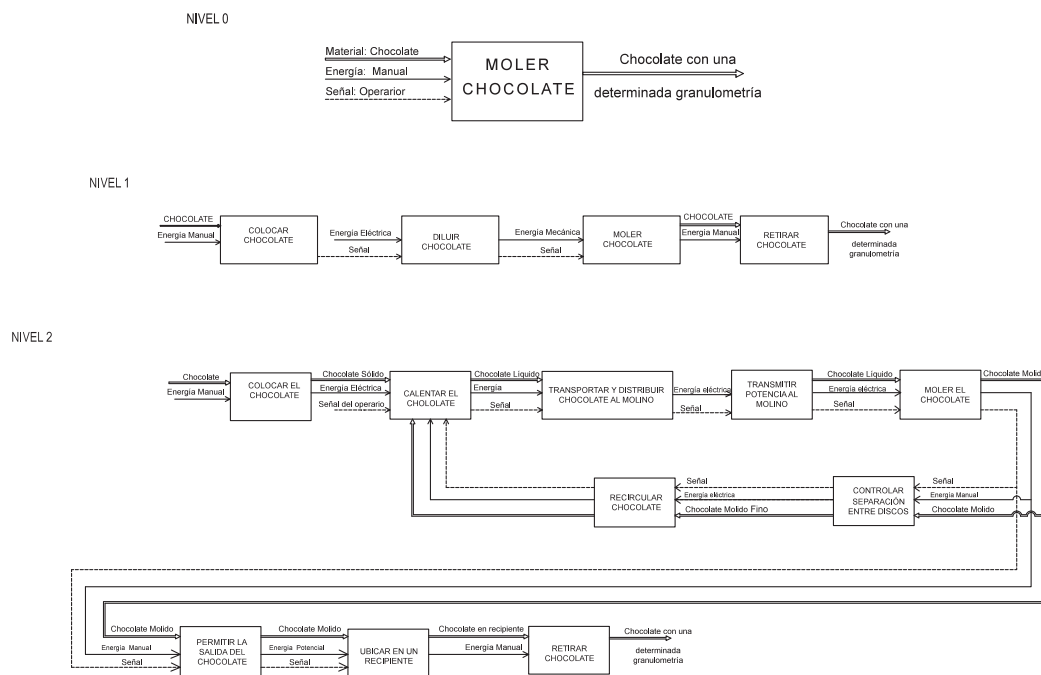 NIVEL 0
Material: Chocolate
Energía: Manual
Señal: Operarior
MOLER
CHOCOLATE
Chocolate con una
determinada granulometría
NIVEL 1
CHOCOLATE
Energía Manual
COLOCAR
CHOCOLATE
Energía Eléctrica
Señal
DILUIR
CHOCOLATE
Energía Mecánica
Señal
MOLER
CHOCOLATE
CHOCOLATE
Energía Manual
RETIRAR
CHOCOLATE
Chocolate con una
determinada
granulometría
NIVEL 2
Chocolate
Energía Manual
COLOCAR EL
CHOCOLATE
Chocolate Sólido
Energía Eléctrica
Señal del operario
CALENTAR EL
CHOLOLATE
Chocolate Líquido
Energía
Señal
TRANSPORTAR Y DISTRIBUIR
CHOCOLATE AL MOLINO
Energía eléctrica
Señal
TRANSMITIR
POTENCIA AL
MOLINO
Chocolate Líquido
Energía eléctrica
Señal
MOLER EL
CHOCOLATE
Chocolate Molid
RECIRCULAR
CHOCOLATE
Señal
Energía eléctrica
Chocolate Molido Fino
CONTROLAR
SEPARACIÓN
ENTRE DISCOS
Señal
Energía Manual
Chocolate Molido
Chocolate Molido
Energía Manual
Señal
PERMITIR LA
SALIDA DEL
CHOCOLATE
Chocolate Molido
Energía Potencial
Señal
UBICAR EN UN
RECIPIENTE
Chocolate en recipiente
Energía Manual
RETIRAR
CHOCOLATE
Chocolate con una
determinada
granulometría